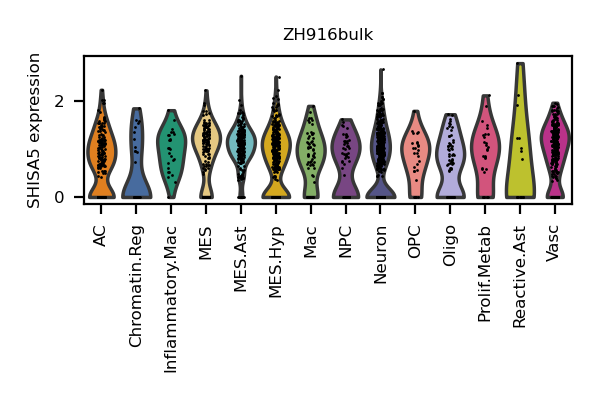 ZH916bulk
SHISA5 expression
2
0
AC
Chromatin.Reg
Inflammatory.Mac
MES
MES.Ast
MES.Hyp
Mac
NPC
Neuron
OPC
Oligo
Prolif.Metab
Reactive.Ast
Vasc